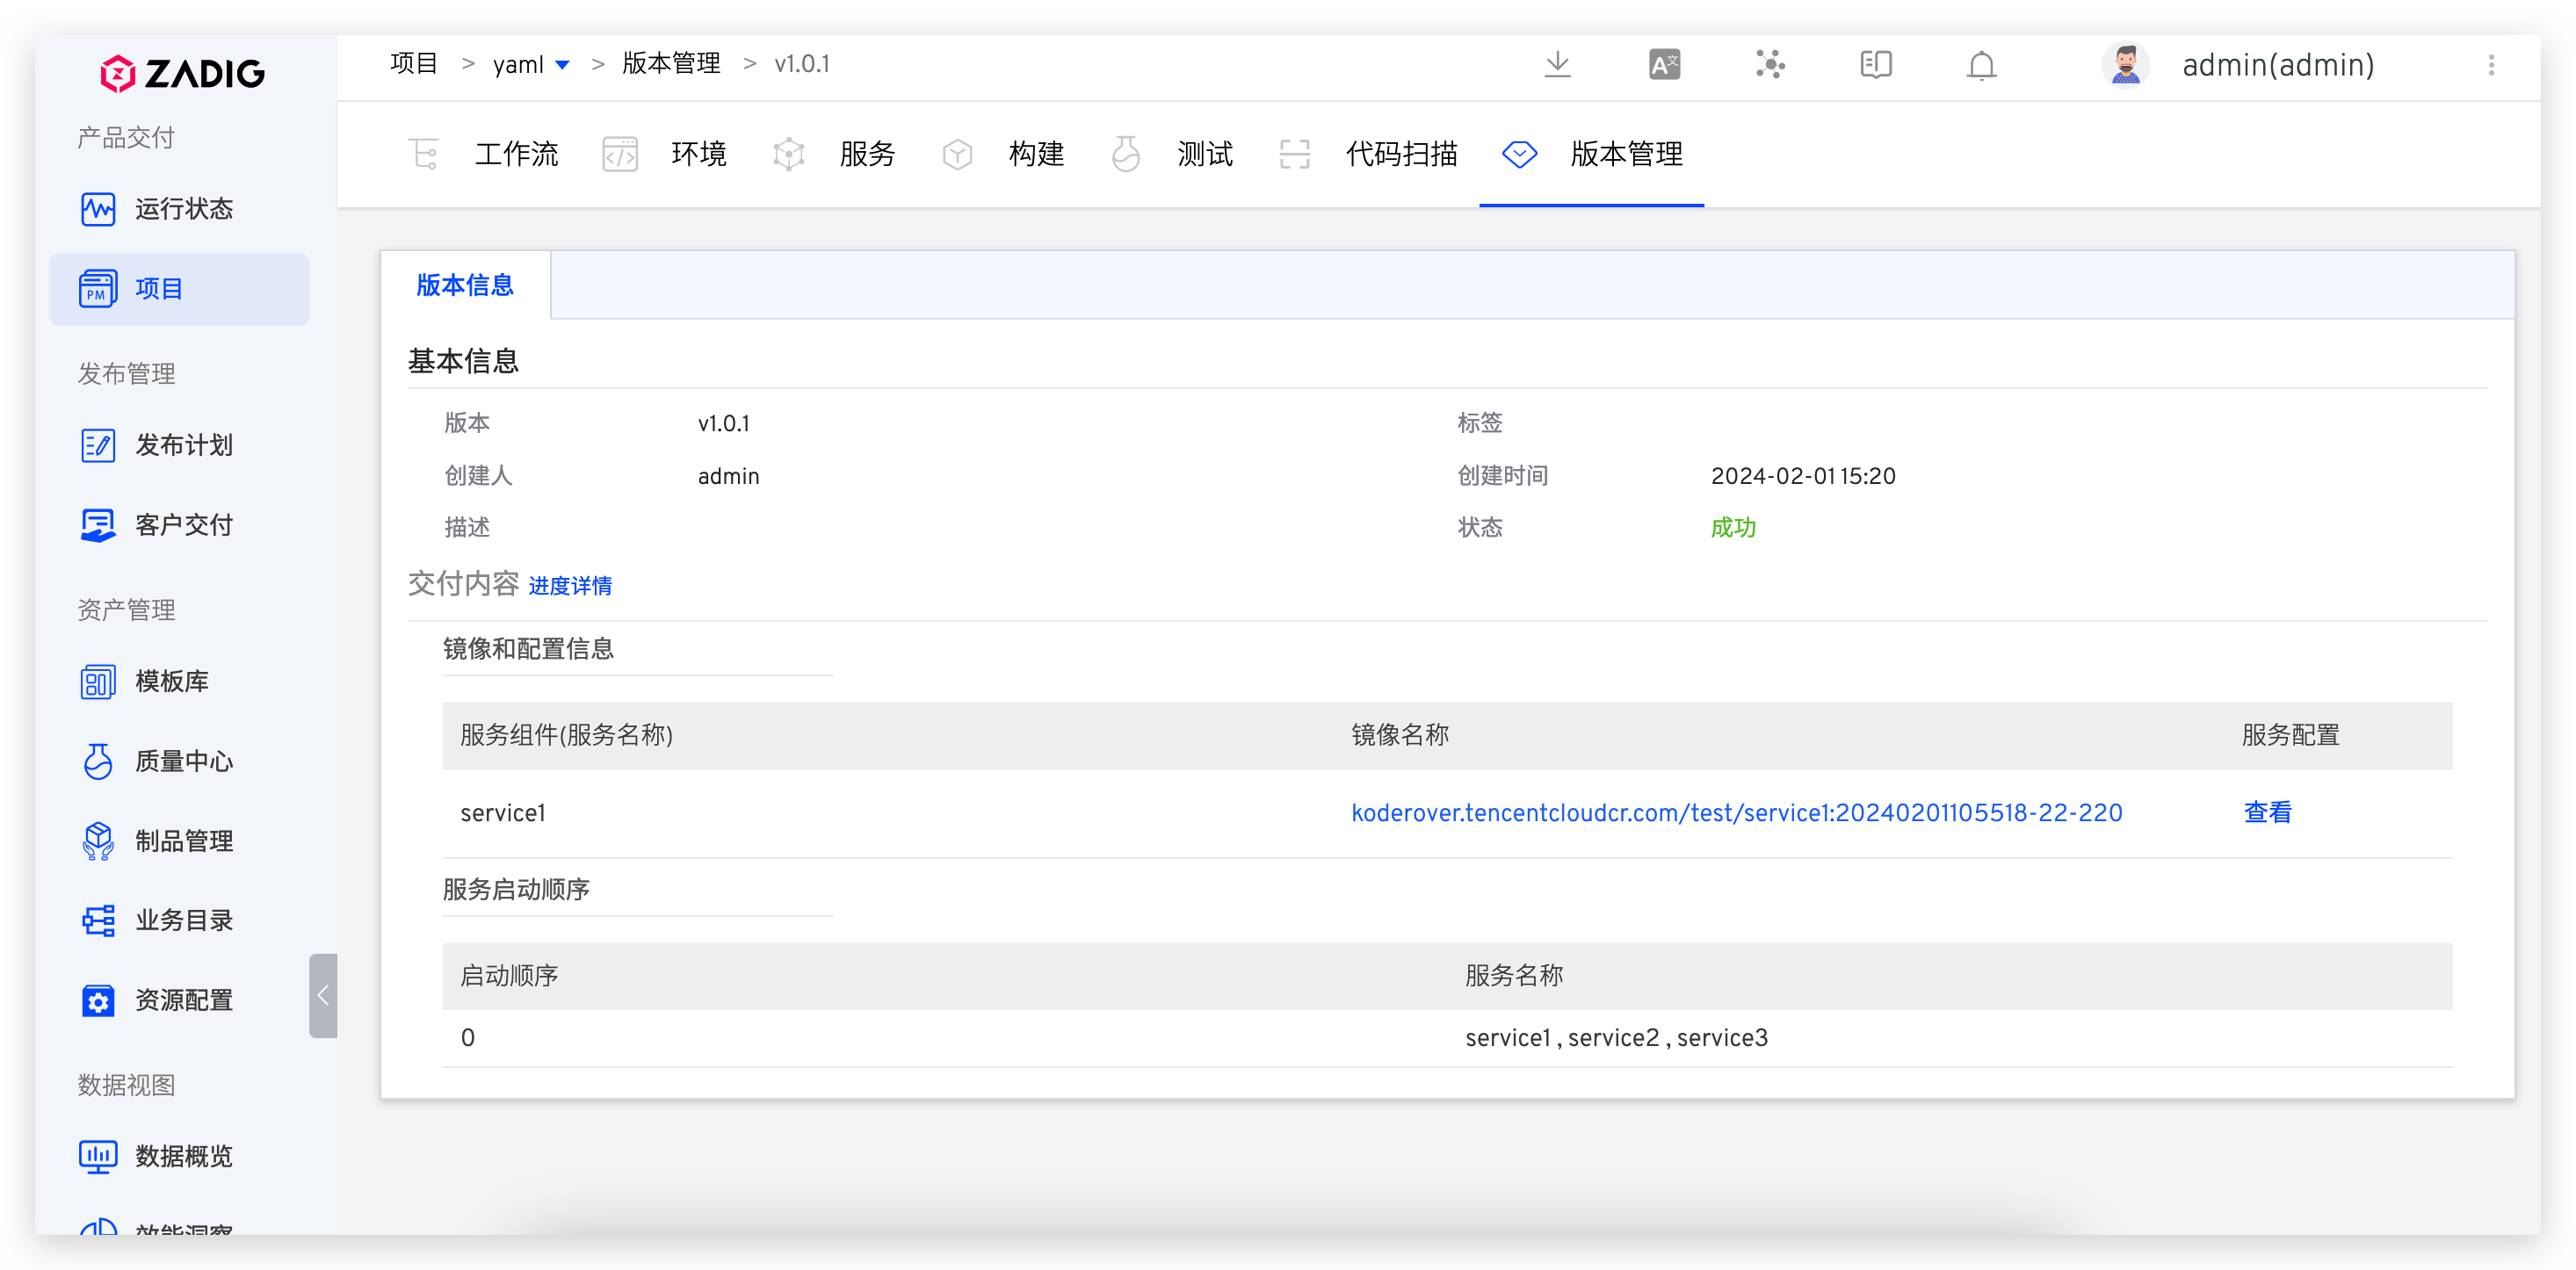 ZADIG
产品交付
运行状态
PM
项目
发布管理
发布计划
客户交付
资产管理
模板库
质量中心
制品管理
业务目录
资源配置
数据视图
数据概览
效能洞察
项目 > yaml > 版本管理 > v1.0.1
admin(admin)
工作流 环境 服务 构建 测试 代码扫描 版本管理
版本信息
基本信息
版本 v1.0.1 标签
创建人 admin 创建时间 2024-02-01 15:20
描述 状态 成功
交付内容 进度详情
镜像和配置信息
服务组件(服务名称) 镜像名称 服务配置
service1 koderover.tencentcloudcr.com/test/service1:20240201105518-22-220 查看
服务启动顺序
启动顺序 服务名称
0 service1 , service2 , service3